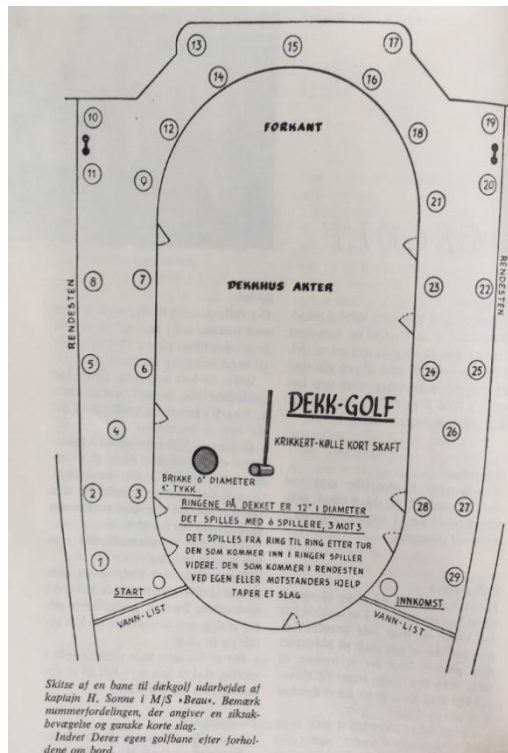 13
15
17
14
16
10
19
12
FORKANT
18
11
20
9
21
RENDESTEN
RENDESTEN
8
7
DEKKHUS AKTER
23
22
5
6
24
25
DEKK-GOLF
4
KRIKKERT-KØLLE KORT SKAFT
26
BRIKKE 6" DIAMETER
1" TYKK
2
3
28
27
RINGENE PÅ DEKKET ER 12" I DIAMETER
DET SPILLES MED 6 SPILLERE, 3 MOT 3
DET SPILLES FRA RING TIL RING ETTER TUR
DEN SOM KOMMER INN I RINGEN SPILLER
VIDERE. DEN SOM KOMMER I RENDESTEN
VED EGEN ELLER MOTSTANDERS HJELP
TAPER ET SLAG
1
29
START
INNKOMST
VANN-LIST
VANN-LIST
Skitse af en bane til dækgolf udarbejdet af
kaptajn H. Sonne i M/S »Beau«. Bemærk
nummerfordelingen, der angiver en siksak-
bevægelse og ganske korte slag.
Indret Deres egen golfbane efter forhol-
dene om bord.